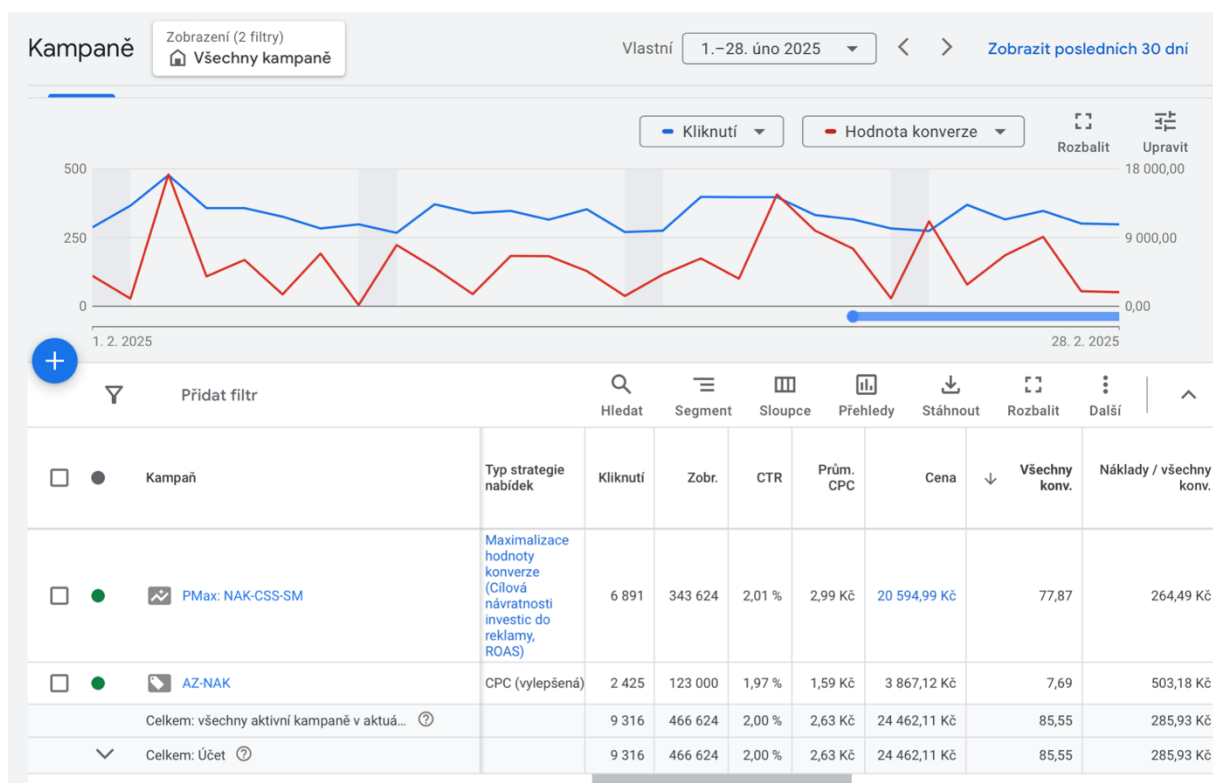 Kampaně
Zobrazení (2 filtry)
Všechny kampaně
Vlastní
1.–28. úno 2025
Zobrazit posledních 30 dní
Kliknutí
Hodnota konverze
Rozbalit
Upravit
500
18 000,00
250
9 000,00
0
0,00
1. 2. 2025
28. 2. 2025
Přidat filtr
Hledat
Segment
Sloupce
Přehledy
Stáhnout
Rozbalit
Další
Kampaň
Typ strategie
nabídek
Kliknutí
Zobr.
CTR
Prům.
CPC
Cena
Všechny
konv.
Náklady / všechny
konv.
PMax: NAK-CSS-SM
Maximalizace
hodnoty
konverze
(Cílová
návratnosti
investic do
reklamy,
ROAS)
6 891
343 624
2,01 %
2,99 Kč
20 594,99 Kč
77,87
264,49 Kč
AZ-NAK
CPC (vylepšená)
2 425
123 000
1,97 %
1,59 Kč
3 867,12 Kč
7,69
503,18 Kč
Celkem: všechny aktivní kampaně v aktuá...
9 316
466 624
2,00 %
2,63 Kč
24 462,11 Kč
85,55
285,93 Kč
Celkem: Účet
9 316
466 624
2,00 %
2,63 Kč
24 462,11 Kč
85,55
285,93 Kč